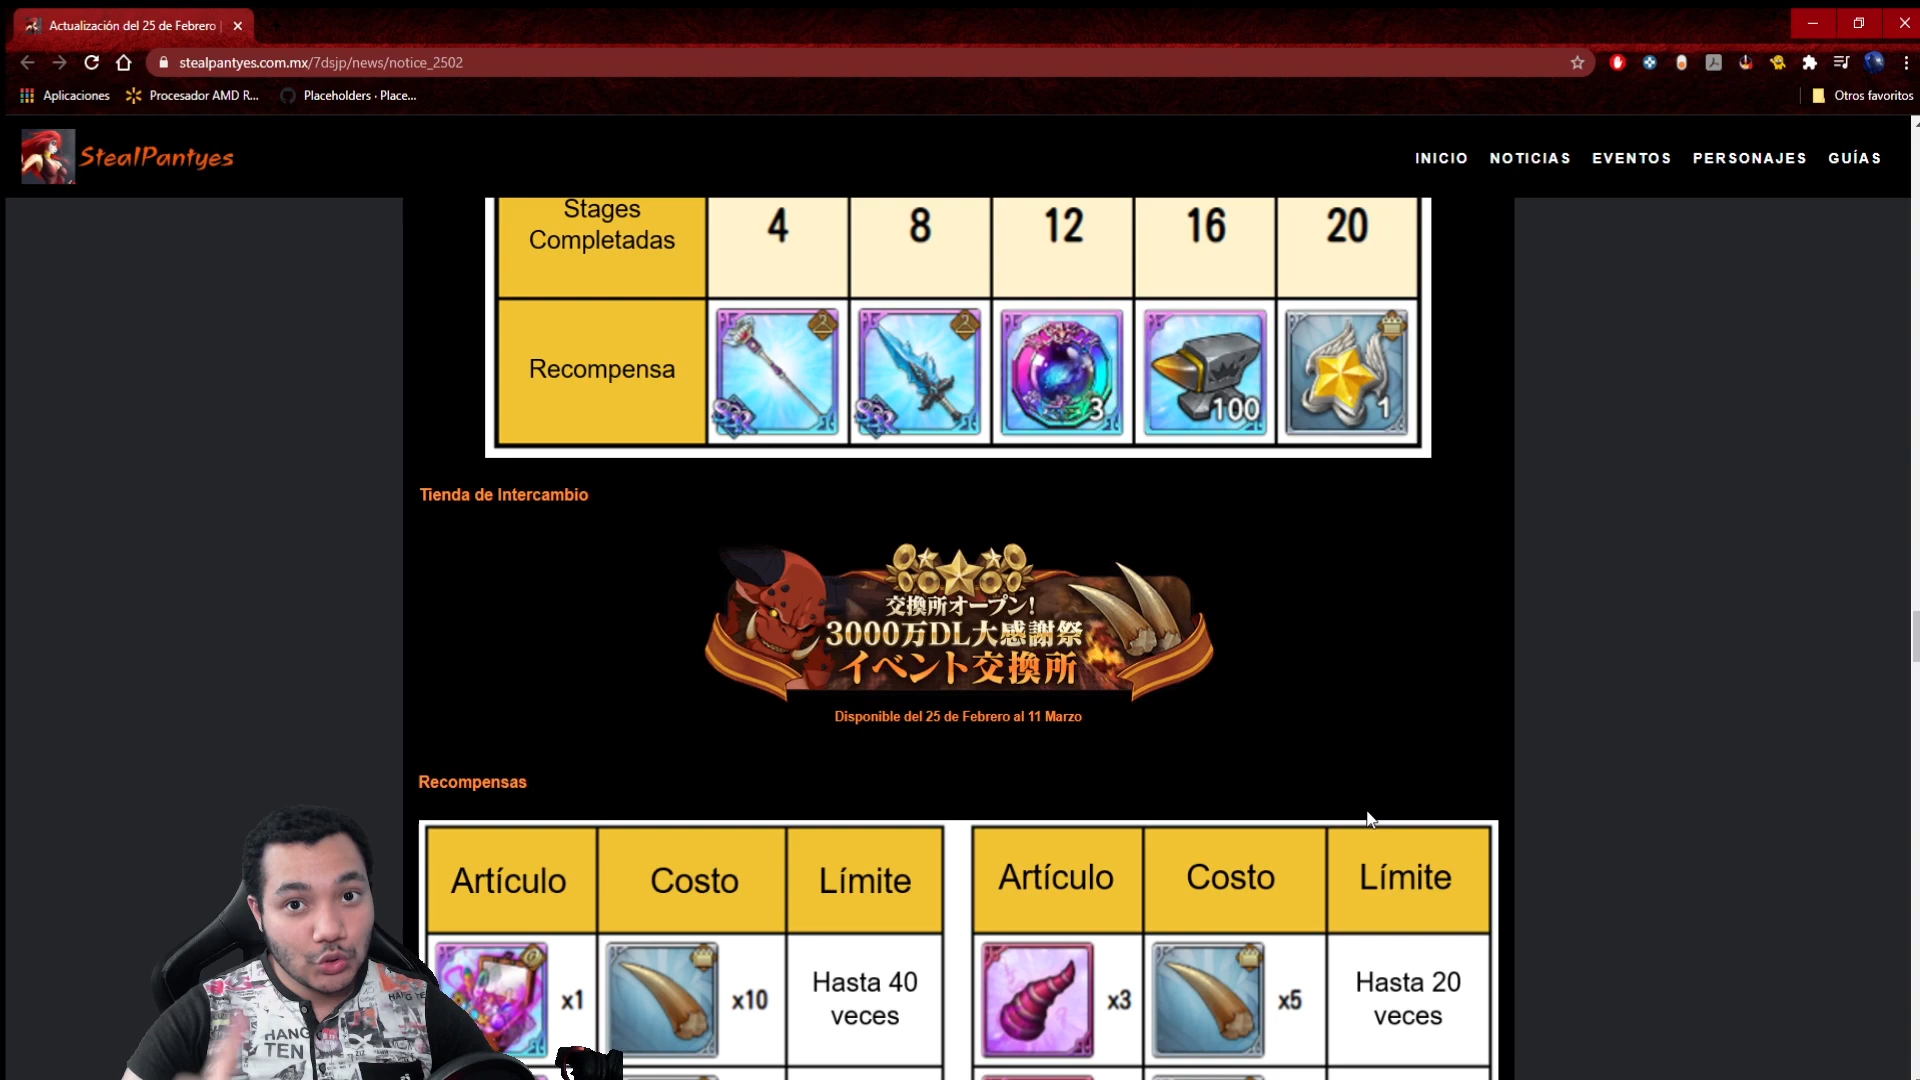 Actualización del 25 de Febrero
stealpantyes.com.mx/7dsjp/news/notice_2502
Aplicaciones
Procesador AMD R...
Placeholders · Place...
Otros favoritos
StealPantyes
INICIO
NOTICIAS
EVENTOS
PERSONAJES
GUÍAS
Stages
Completadas
4
8
12
16
20
Recompensa
SSR
SSR
3
100
1
Tienda de Intercambio
交換所オープン!
3000万DL大感謝祭
イベント交換所
Disponible del 25 de Febrero al 11 Marzo
Recompensas
Artículo
Costo
Límite
Artículo
Costo
Límite
x1
x10
Hasta 40
veces
x3
x5
Hasta 20
veces
HANG
TEN